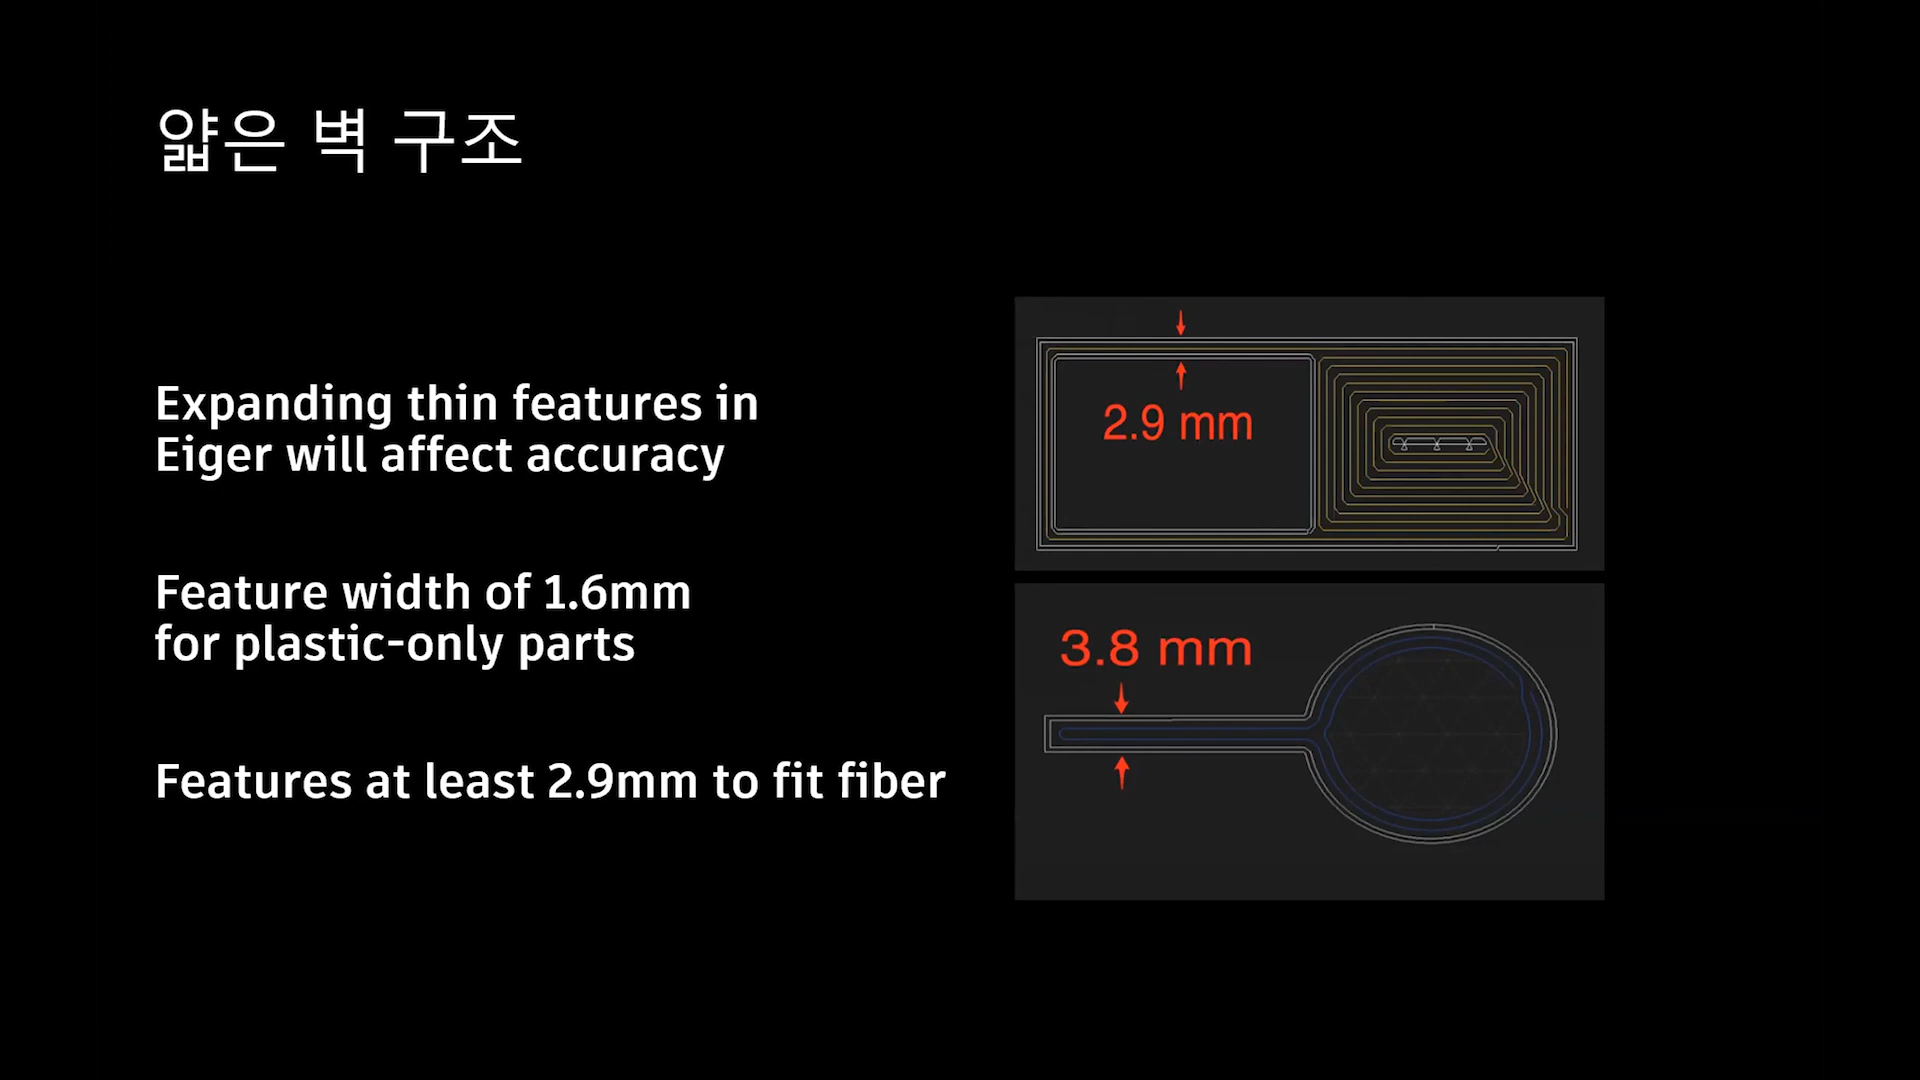 얇은 벽 구조
Expanding thin features in
Eiger will affect accuracy
Feature width of 1.6mm
for plastic-only parts
Features at least 2.9mm to fit fiber
2.9 mm
3.8 mm